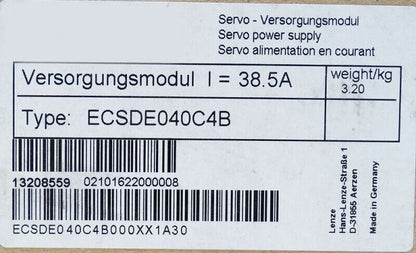 Servo - Versorgungsmodul
Servo power supply
Servo alimentation en courant
Versorgungsmodul I = 38.5A
weight/kg
3.20
Type: ECSDE040C4B
13208559 02101622000008
ECSDE040C4B000XX1A30
Lenze
Hans-Lenze-Straße 1
D-31855 Aerzen
Made in Germany